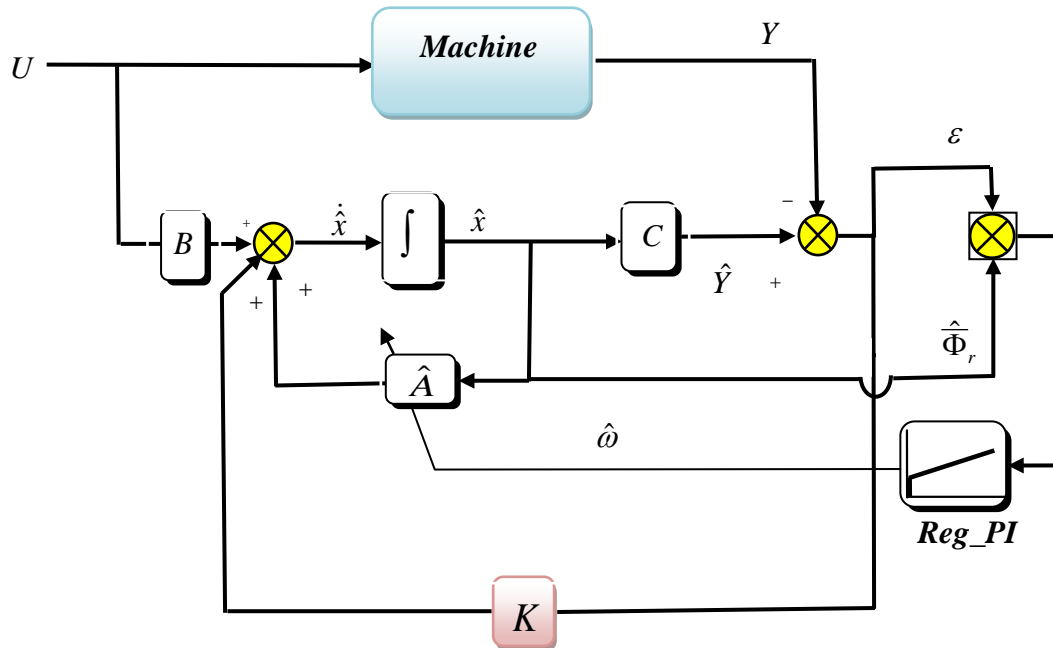 Machine
Y
U
ε
−
B
+
ẋ̂
∫
x̂
C
Ŷ
+
+
+
Â
Φ̂̅r
ω̂
Reg_PI
K